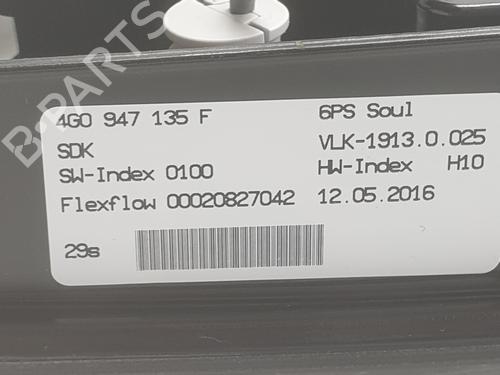 4G0 947 135 F
6PS Soul
SDK
VLK-1913.0.025
SW-Index 0100
HW-Index H10
Flexflow 00020827042
12.05.2016
29s
B-PARTS